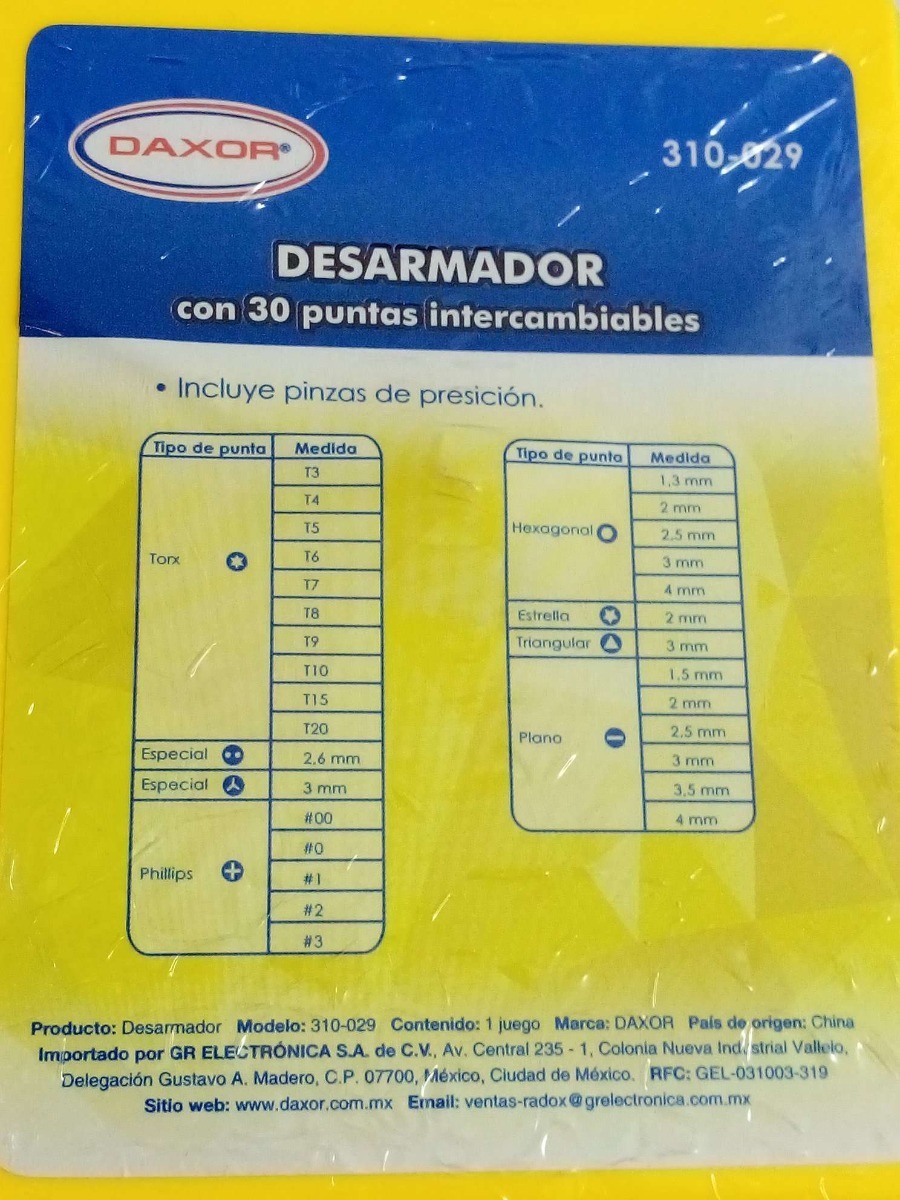 DAXOR®
310-029
DESARMADOR
con 30 puntas intercambiables
• Incluye pinzas de presición.
Tipo de punta Medida
Torx
T3
T4
T5
T6
T7
T8
T9
T10
T15
T20
Especial 2.6 mm
Especial 3 mm
Phillips
#00
#0
#1
#2
#3
Tipo de punta Medida
Hexagonal
1.3 mm
2 mm
2.5 mm
3 mm
4 mm
Estrella 2 mm
Triangular 3 mm
Plano
1.5 mm
2 mm
2.5 mm
3 mm
3.5 mm
4 mm
Producto: Desarmador Modelo: 310-029 Contenido: 1 juego Marca: DAXOR País de origen: China
Importado por GR ELECTRÓNICA S.A. de C.V., Av. Central 235 - 1, Colonia Nueva Industrial Vallejo,
Delegación Gustavo A. Madero, C.P. 07700, México, Ciudad de México. RFC: GEL-031003-319
Sitio web: www.daxor.com.mx Email: ventas-radox@grelectronica.com.mx